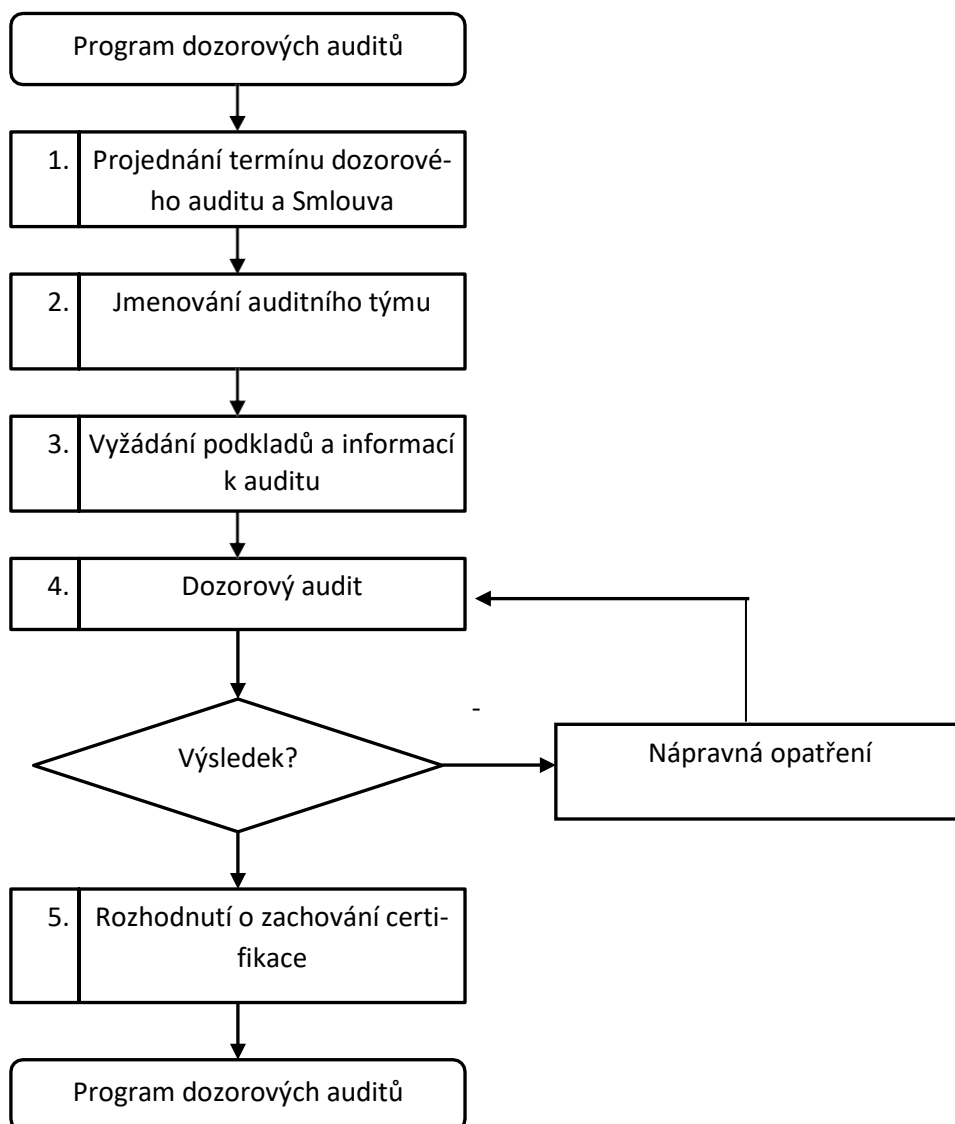 Program dozorových auditů
1.
Projednání termínu dozorové-
ho auditu a Smlouva
2.
Jmenování auditního týmu
3.
Vyžádání podkladů a informací
k auditu
4.
Dozorový audit
-
Výsledek?
Nápravná opatření
5.
Rozhodnutí o zachování certi-
fikace
Program dozorových auditů